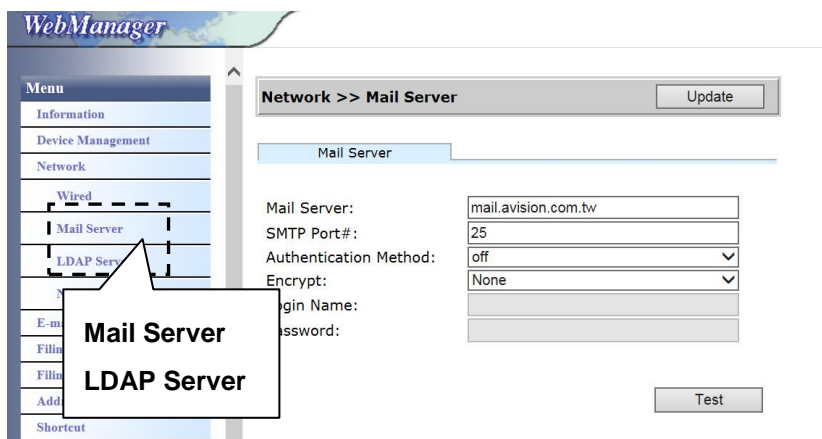 WebManager
Menu
Information
Device Management
Network
Wired
Mail Server
LDAP Serv
N
E-ma
Filin
Filin
Add
Shortcut
Mail Server
LDAP Server
Network >> Mail Server
Update
Mail Server
Mail Server: mail.avision.com.tw
SMTP Port#: 25
Authentication Method: off
Encrypt: None
gin Name:
assword:
Test